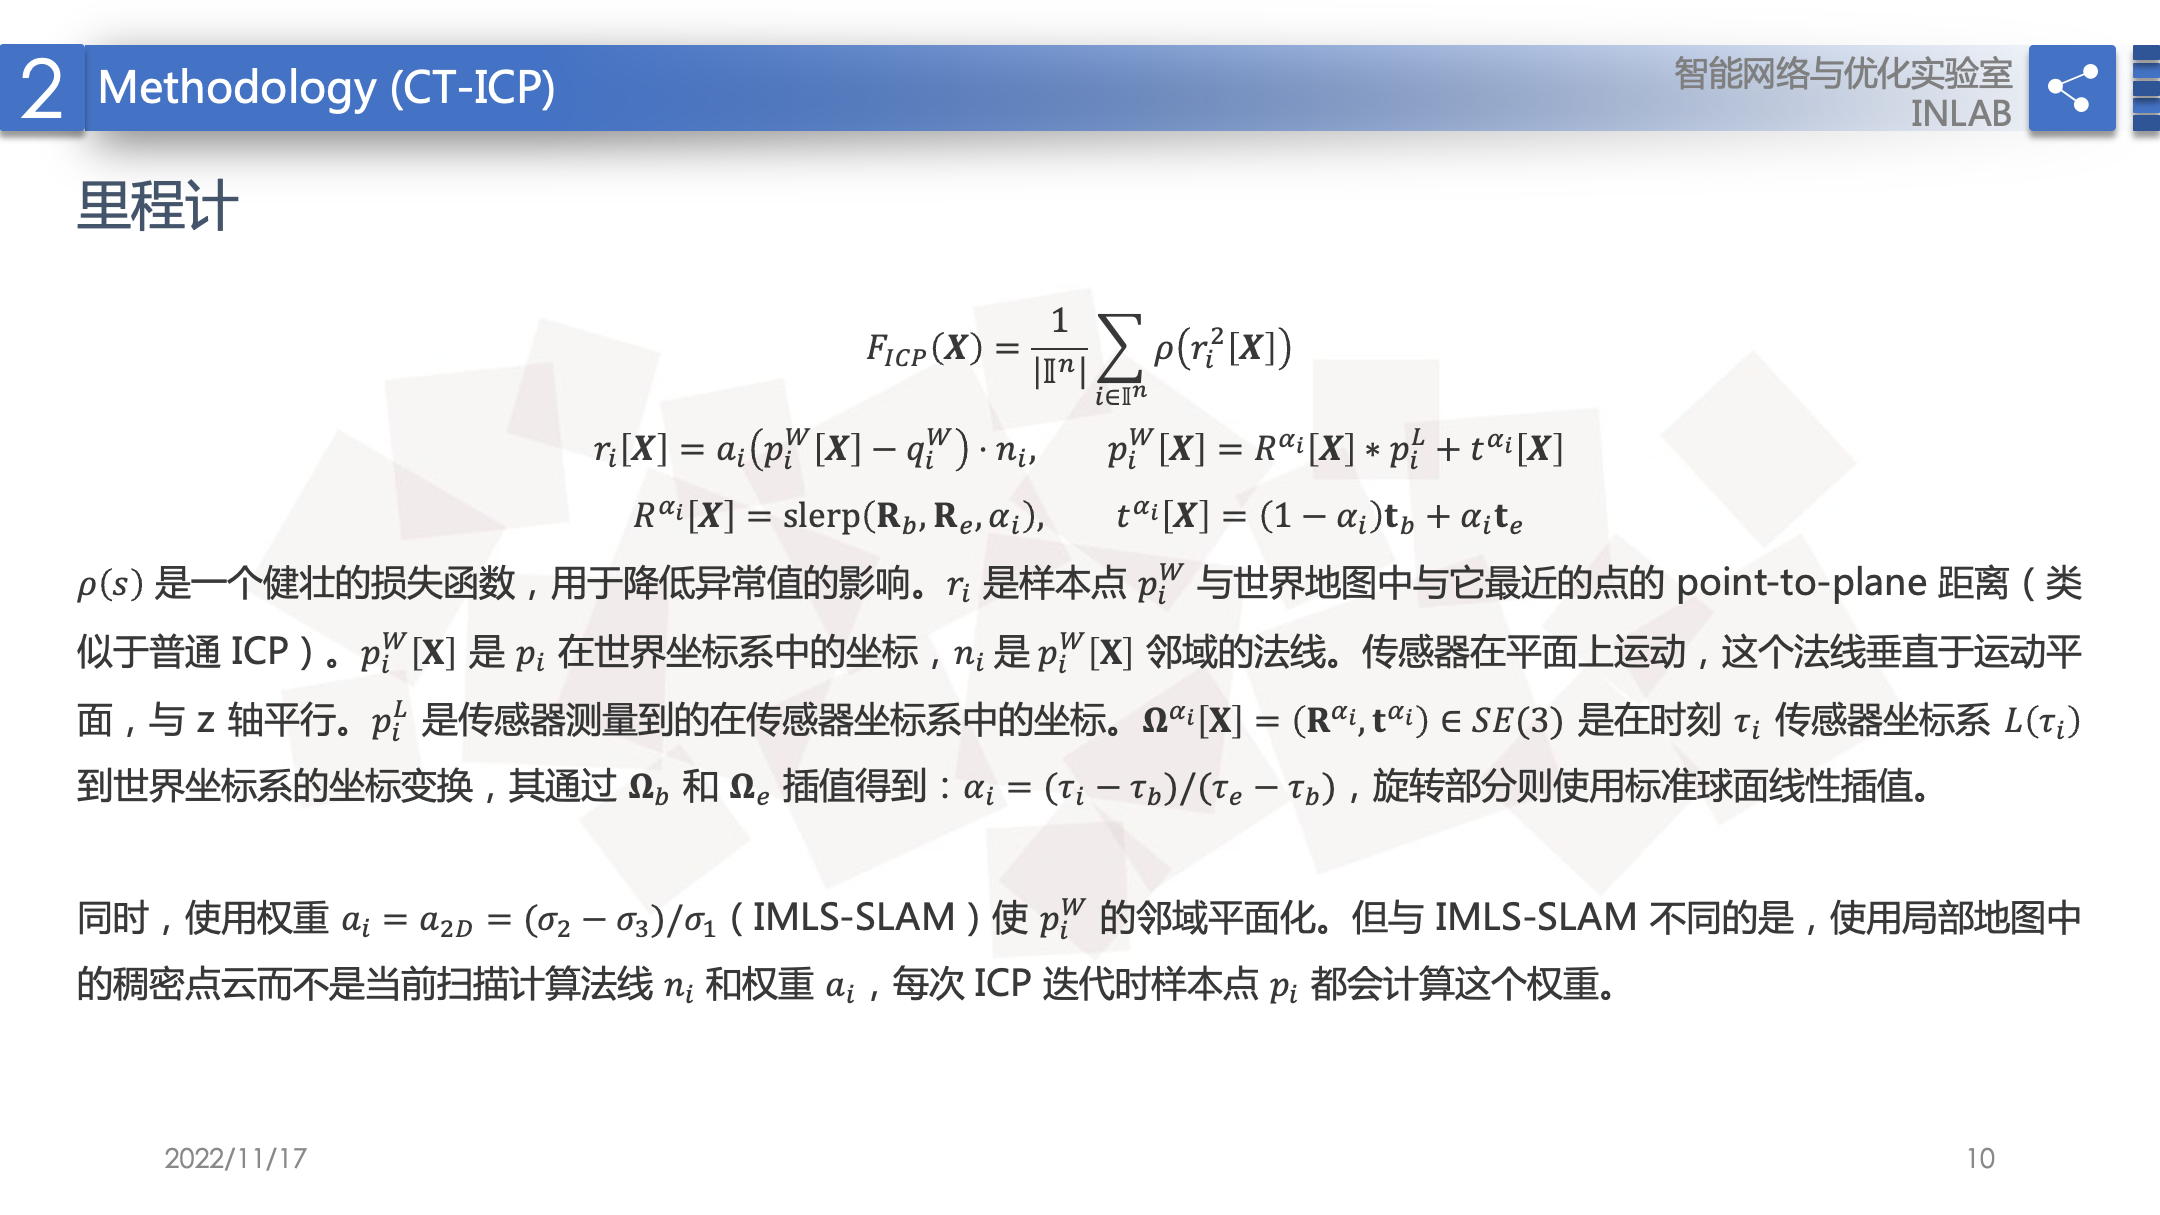 2
Methodology (CT-ICP)
智能网络与优化实验室
INLAB
里程计
$F_{ICP}(\boldsymbol{X}) = \frac{1}{|\mathbb{I}^n|} \sum_{i \in \mathbb{I}^n} \rho(r_i^2[\boldsymbol{X}])$
$r_i[\boldsymbol{X}] = a_i(p_i^W[\boldsymbol{X}] - q_i^W) \cdot n_i, \quad p_i^W[\boldsymbol{X}] = R^{\alpha_i}[\boldsymbol{X}] * p_i^L + t^{\alpha_i}[\boldsymbol{X}]$
$R^{\alpha_i}[\boldsymbol{X}] = \text{slerp}(\mathbf{R}_b, \mathbf{R}_e, \alpha_i), \quad t^{\alpha_i}[\boldsymbol{X}] = (1 - \alpha_i)\mathbf{t}_b + \alpha_i \mathbf{t}_e$
$\rho(s)$ 是一个健壮的损失函数，用于降低异常值的影响。$r_i$ 是样本点 $p_i^W$ 与世界地图中与它最近的点的 point-to-plane 距离（类
似于普通 ICP）。$p_i^W[\mathbf{X}]$ 是 $p_i$ 在世界坐标系中的坐标，$n_i$ 是 $p_i^W[\mathbf{X}]$ 邻域的法线。传感器在平面上运动，这个法线垂直于运动平
面，与 z 轴平行。$p_i^L$ 是传感器测量到的在传感器坐标系中的坐标。$\mathbf{\Omega}^{\alpha_i}[\mathbf{X}] = (\mathbf{R}^{\alpha_i}, \mathbf{t}^{\alpha_i}) \in SE(3)$ 是在时刻 $\tau_i$ 传感器坐标系 $L(\tau_i)$
到世界坐标系的坐标变换，其通过 $\mathbf{\Omega}_b$ 和 $\mathbf{\Omega}_e$ 插值得到：$\alpha_i = (\tau_i - \tau_b)/(\tau_e - \tau_b)$，旋转部分则使用标准球面线性插值。
同时，使用权重 $a_i = a_{2D} = (\sigma_2 - \sigma_3)/\sigma_1$（IMLS-SLAM）使 $p_i^W$ 的邻域平面化。但与 IMLS-SLAM 不同的是，使用局部地图中
的稠密点云而不是当前扫描计算法线 $n_i$ 和权重 $a_i$，每次 ICP 迭代时样本点 $p_i$ 都会计算这个权重。
2022/11/17
10